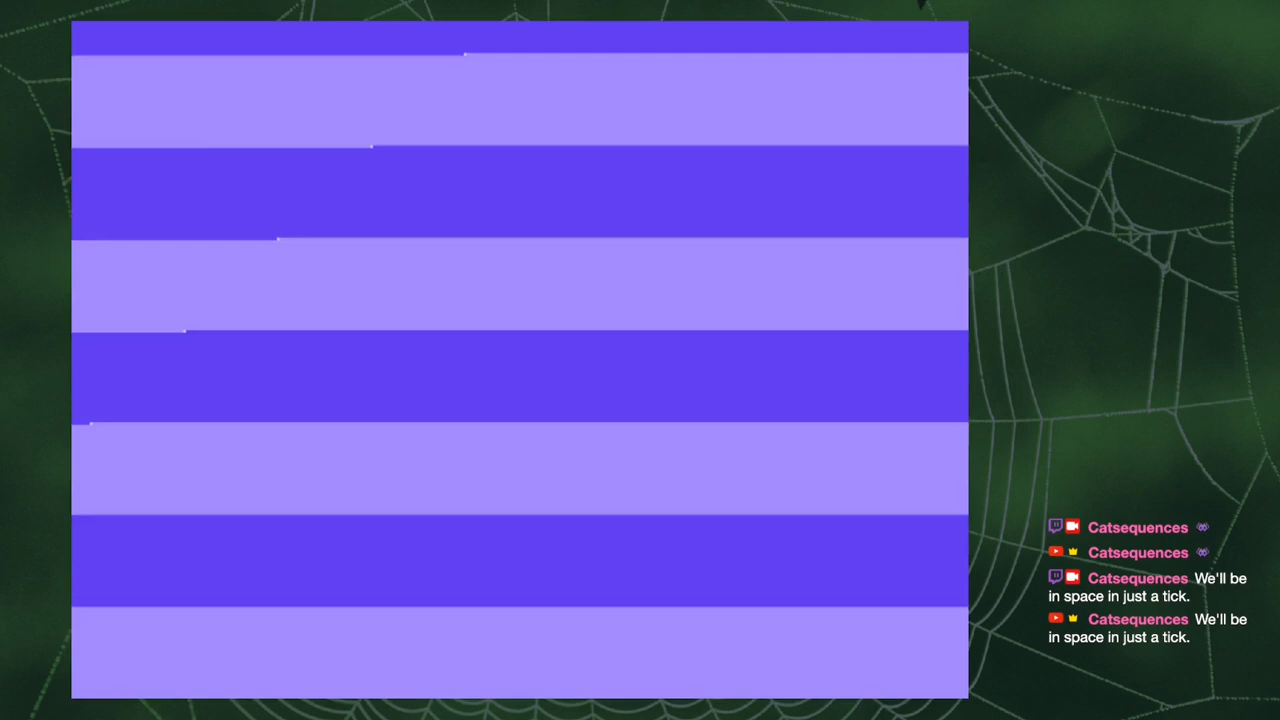 Catsequences
Catsequences
Catsequences We'll be
in space in just a tick.
Catsequences We'll be
in space in just a tick.